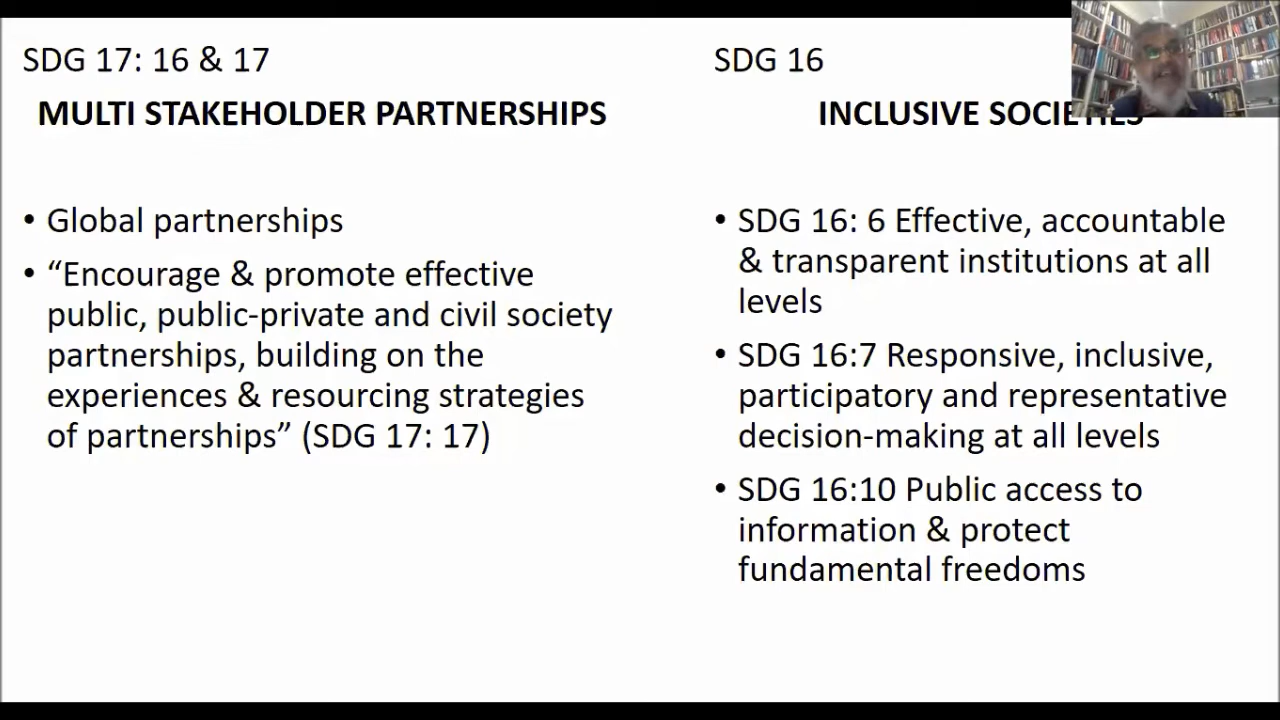 SDG 17: 16 & 17
MULTI STAKEHOLDER PARTNERSHIPS
• Global partnerships
• “Encourage & promote effective
public, public-private and civil society
partnerships, building on the
experiences & resourcing strategies
of partnerships” (SDG 17: 17)
SDG 16
INCLUSIVE SOCIETIES
• SDG 16: 6 Effective, accountable
& transparent institutions at all
levels
• SDG 16:7 Responsive, inclusive,
participatory and representative
decision-making at all levels
• SDG 16:10 Public access to
information & protect
fundamental freedoms